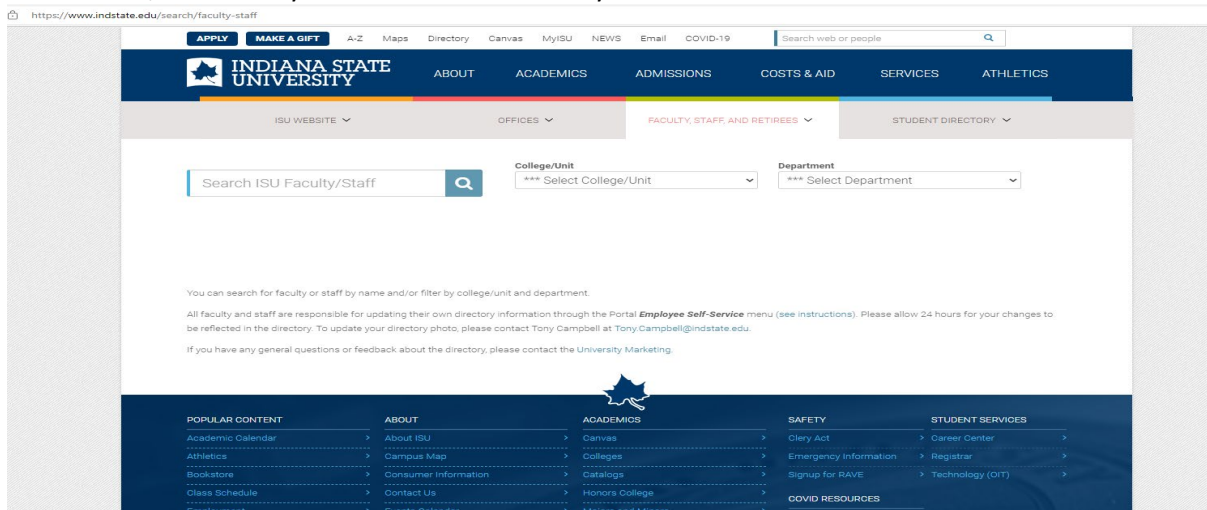 https://www.indstate.edu/search/faculty-staff
APPLY MAKE A GIFT A-Z Maps Directory Canvas MyISU NEWS Email COVID-19 Search web or people
INDIANA STATE
UNIVERSITY
ABOUT ACADEMICS ADMISSIONS COSTS & AID SERVICES ATHLETICS
ISU WEBSITE OFFICES FACULTY, STAFF, AND RETIREES STUDENT DIRECTORY
College/Unit Department
Search ISU Faculty/Staff *** Select College/Unit *** Select Department
You can search for faculty or staff by name and/or filter by college/unit and department.
All faculty and staff are responsible for updating their own directory information through the Portal Employee Self-Service menu (see instructions). Please allow 24 hours for your changes to
be reflected in the directory. To update your directory photo, please contact Tony Campbell at Tony.Campbell@indstate.edu.
If you have any general questions or feedback about the directory, please contact the University Marketing.
POPULAR CONTENT ABOUT ACADEMICS SAFETY STUDENT SERVICES
Academic Calendar > About ISU > Canvas > Clery Act > Career Center >
Athletics > Campus Map > Colleges > Emergency Information > Registrar >
Bookstore > Consumer Information > Catalogs > Signup for RAVE > Technology (OIT) >
Class Schedule > Contact Us > Honors College >
COVID RESOURCES